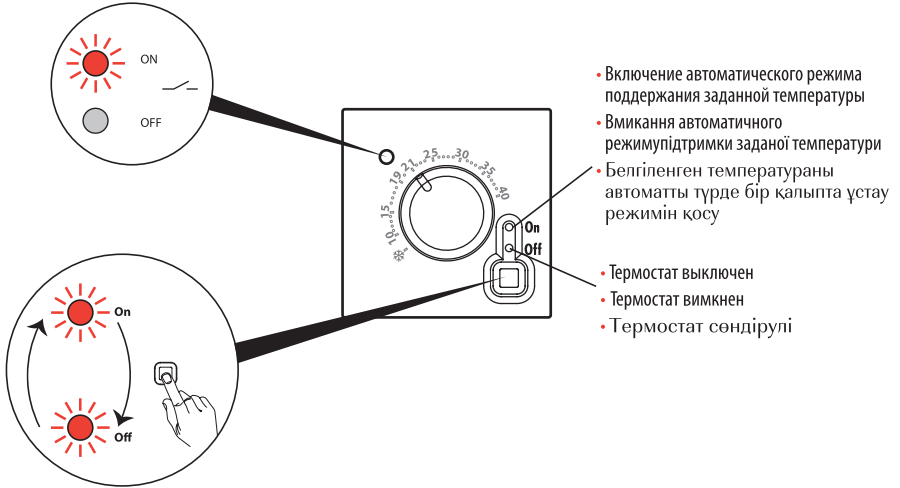 ON
OFF
10 15 19 21 25 30 35 40
On
Off
• Включение автоматического режима
поддержания заданной температуры
• Вмикання автоматичного
режимупідтримки заданої температури
• Белгіленген температураны
автоматты түрде бір қалыпта ұстау
режимін қосу
• Термостат выключен
• Термостат вимкнен
• Термостат сөндірулі
On
Off